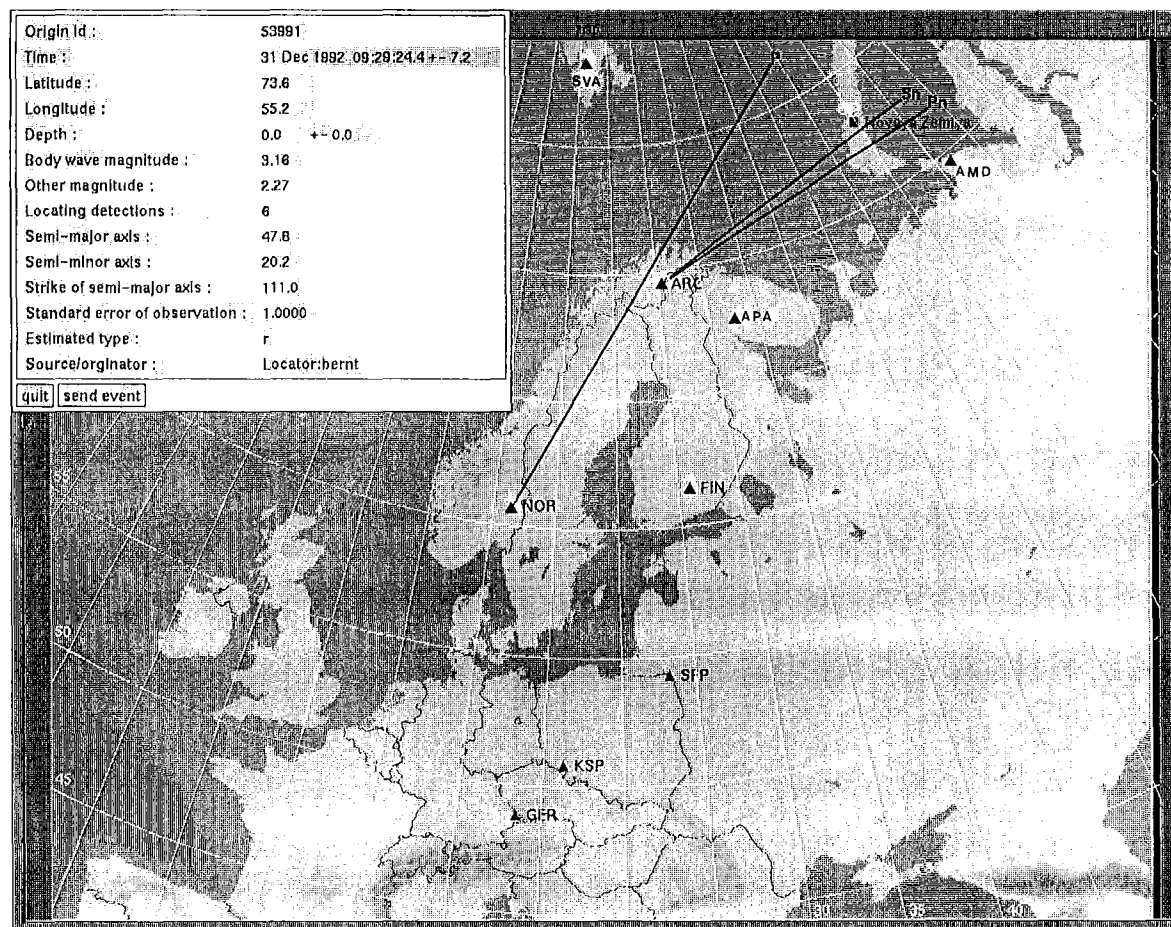 Origin id : 53991
Time : 31 Dec 1992 09:29:24.4 +- 7.2
Latitude : 73.6
Longitude : 55.2
Depth : 0.0 +- 0.0
Body wave magnitude : 3.16
Other magnitude : 2.27
Locating detections : 6
Semi-major axis : 47.8
Semi-minor axis : 20.2
Strike of semi-major axis : 111.0
Standard error of observation : 1.0000
Estimated type : r
Source/orginator : Locator:bernt
quit send event
SVA
P
Sn
Pn
Novaya Zemlya
AMD
ARC
APA
55
NOR
FIN
50
SFP
KSP
45
GER
30
35
40